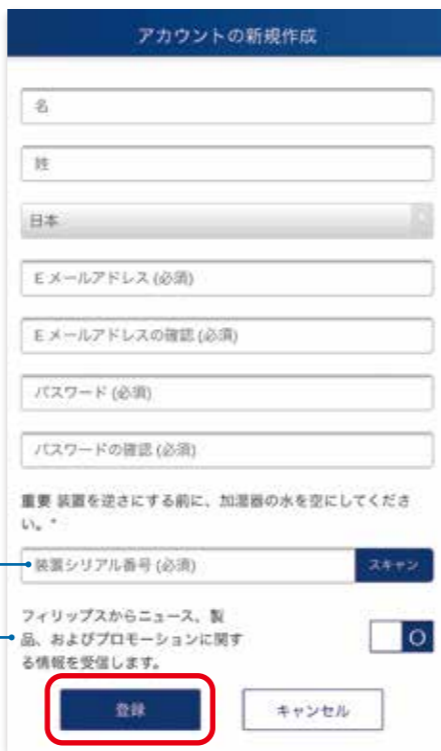 アカウントの新規作成
名
姓
日本
E メールアドレス (必須)
E メールアドレスの確認 (必須)
パスワード (必須)
パスワードの確認 (必須)
重要 装置を逆さにする前に、加湿器の水を空にしてくださ
い。*
装置シリアル番号 (必須)
スキャン
フィリップスからニュース、製
品、およびプロモーションに関す
る情報を受信します。
登録
キャンセル